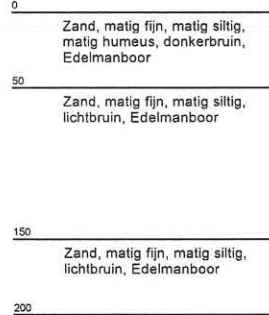 0
Zand, matig fijn, matig siltig,
matig humeus, donkerbruin,
Edelmanboor
50
Zand, matig fijn, matig siltig,
lichtbruin, Edelmanboor
150
Zand, matig fijn, matig siltig,
lichtbruin, Edelmanboor
200